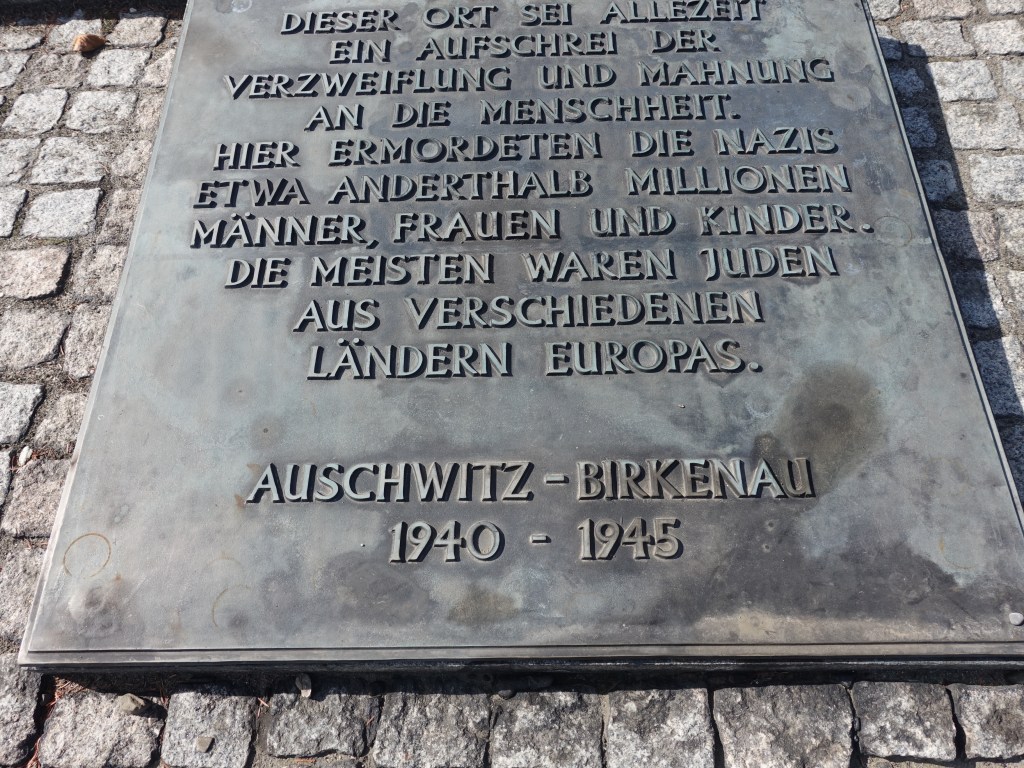 DIESER ORT SEI ALLEZEIT
EIN AUFSCHREI DER
VERZWEIFLUNG UND MAHNUNG
AN DIE MENSCHHEIT.
HIER ERMORDETEN DIE NAZIS
ETWA ANDERTHALB MILLIONEN
MÄNNER, FRAUEN UND KINDER.
DIE MEISTEN WAREN JUDEN
AUS VERSCHIEDENEN
LÄNDERN EUROPAS.
AUSCHWITZ - BIRKENAU
1940 - 1945